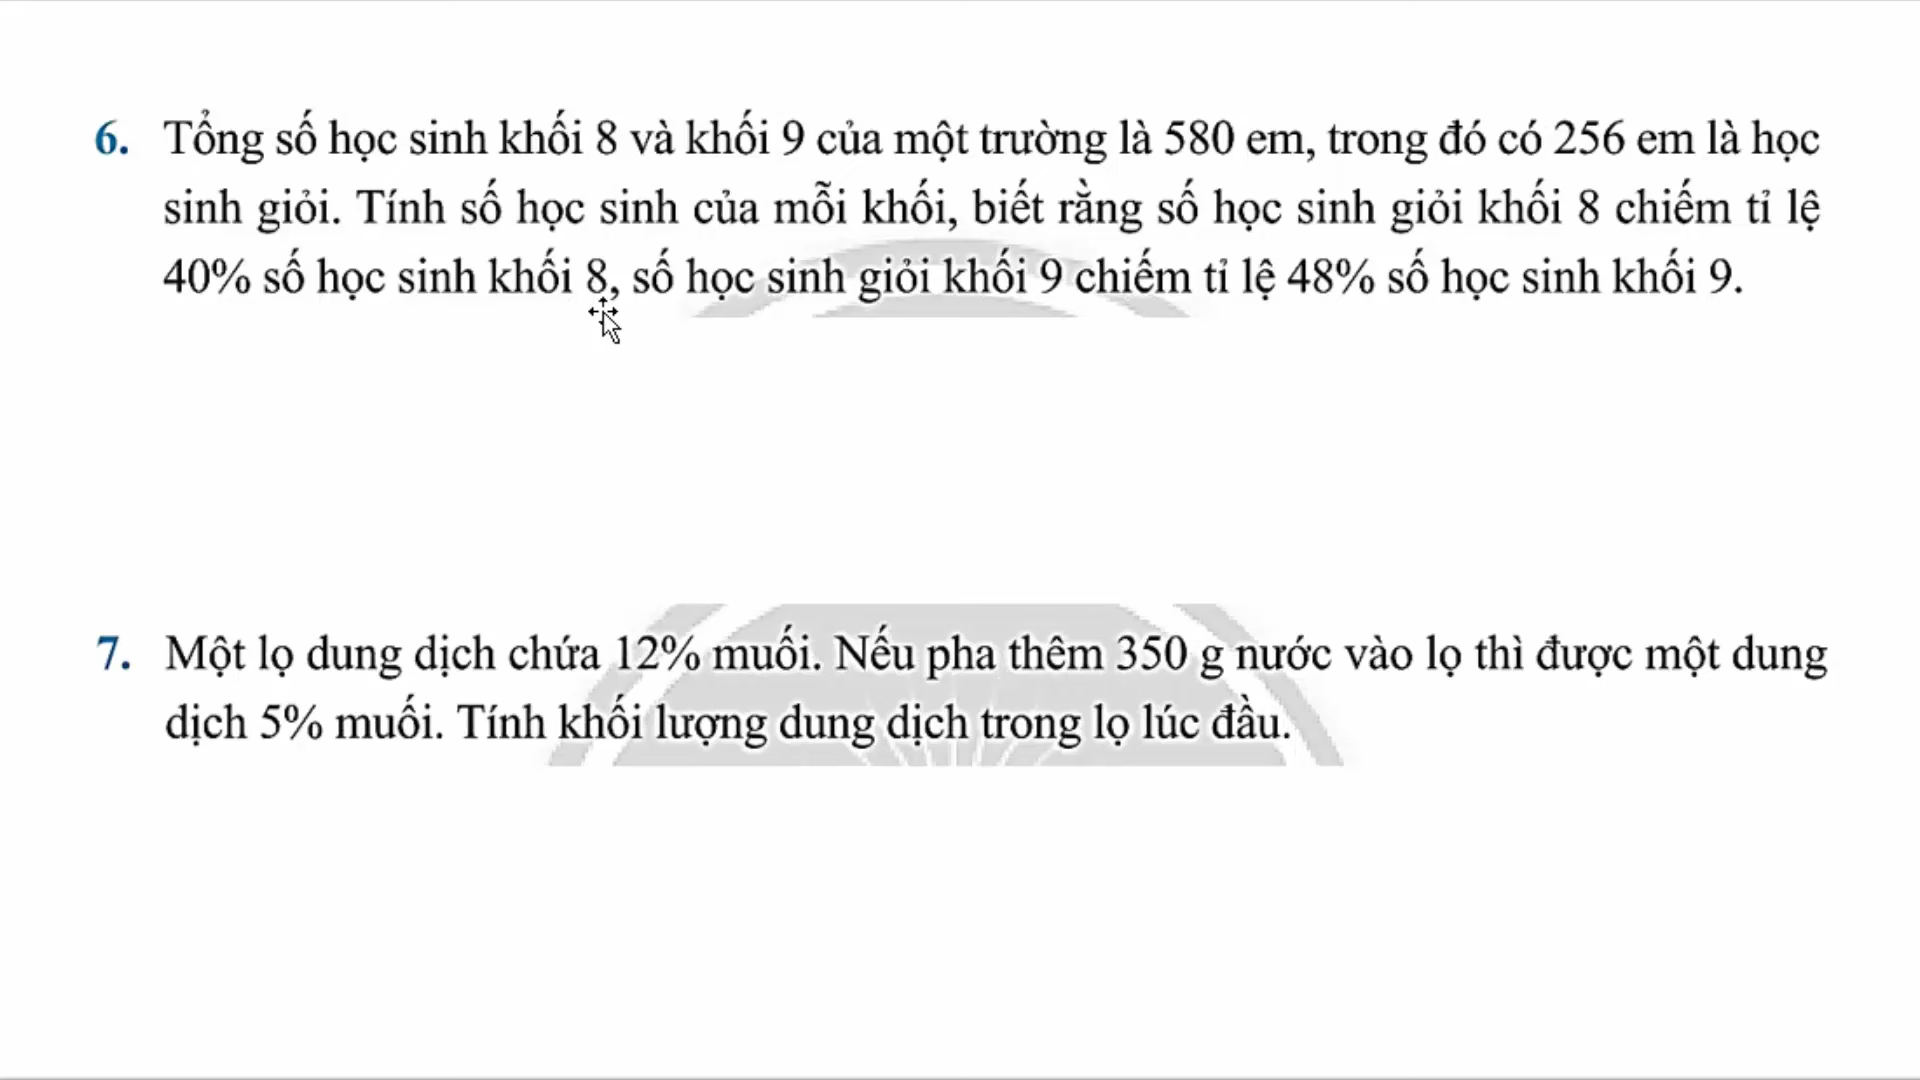 6. Tổng số học sinh khối 8 và khối 9 của một trường là 580 em, trong đó có 256 em là học
sinh giỏi. Tính số học sinh của mỗi khối, biết rằng số học sinh giỏi khối 8 chiếm tỉ lệ
40% số học sinh khối 8, số học sinh giỏi khối 9 chiếm tỉ lệ 48% số học sinh khối 9.
7. Một lọ dung dịch chứa 12% muối. Nếu pha thêm 350 g nước vào lọ thì được một dung
dịch 5% muối. Tính khối lượng dung dịch trong lọ lúc đầu.